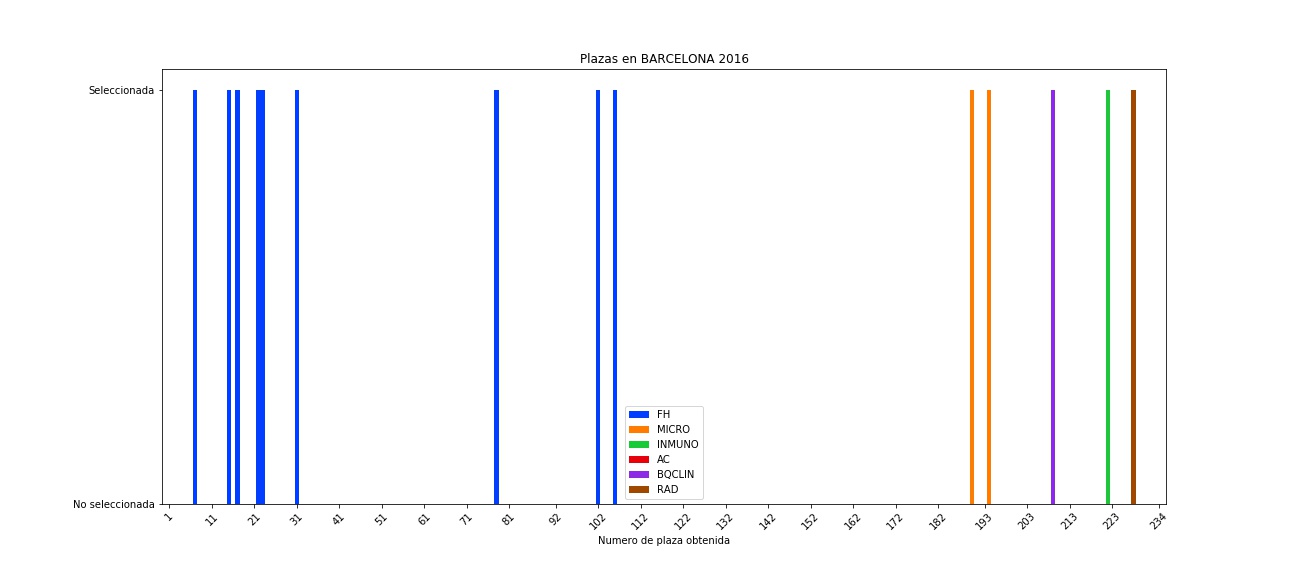 Plazas en BARCELONA 2016
Seleccionada
No seleccionada
1 11 21 31 41 51 61 71 81 92 102 112 122 132 142 152 162 172 182 193 203 213 223 234
Numero de plaza obtenida
FH
MICRO
INMUNO
AC
BQCLIN
RAD